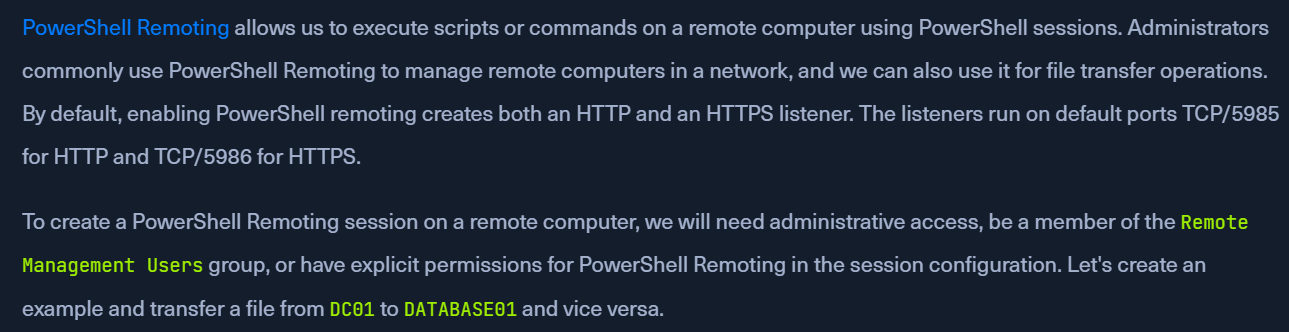 PowerShell Remoting allows us to execute scripts or commands on a remote computer using PowerShell sessions. Administrators
commonly use PowerShell Remoting to manage remote computers in a network, and we can also use it for file transfer operations.
By default, enabling PowerShell remoting creates both an HTTP and an HTTPS listener. The listeners run on default ports TCP/5985
for HTTP and TCP/5986 for HTTPS.
To create a PowerShell Remoting session on a remote computer, we will need administrative access, be a member of the Remote
Management Users group, or have explicit permissions for PowerShell Remoting in the session configuration. Let's create an
example and transfer a file from DC01 to DATABASE01 and vice versa.